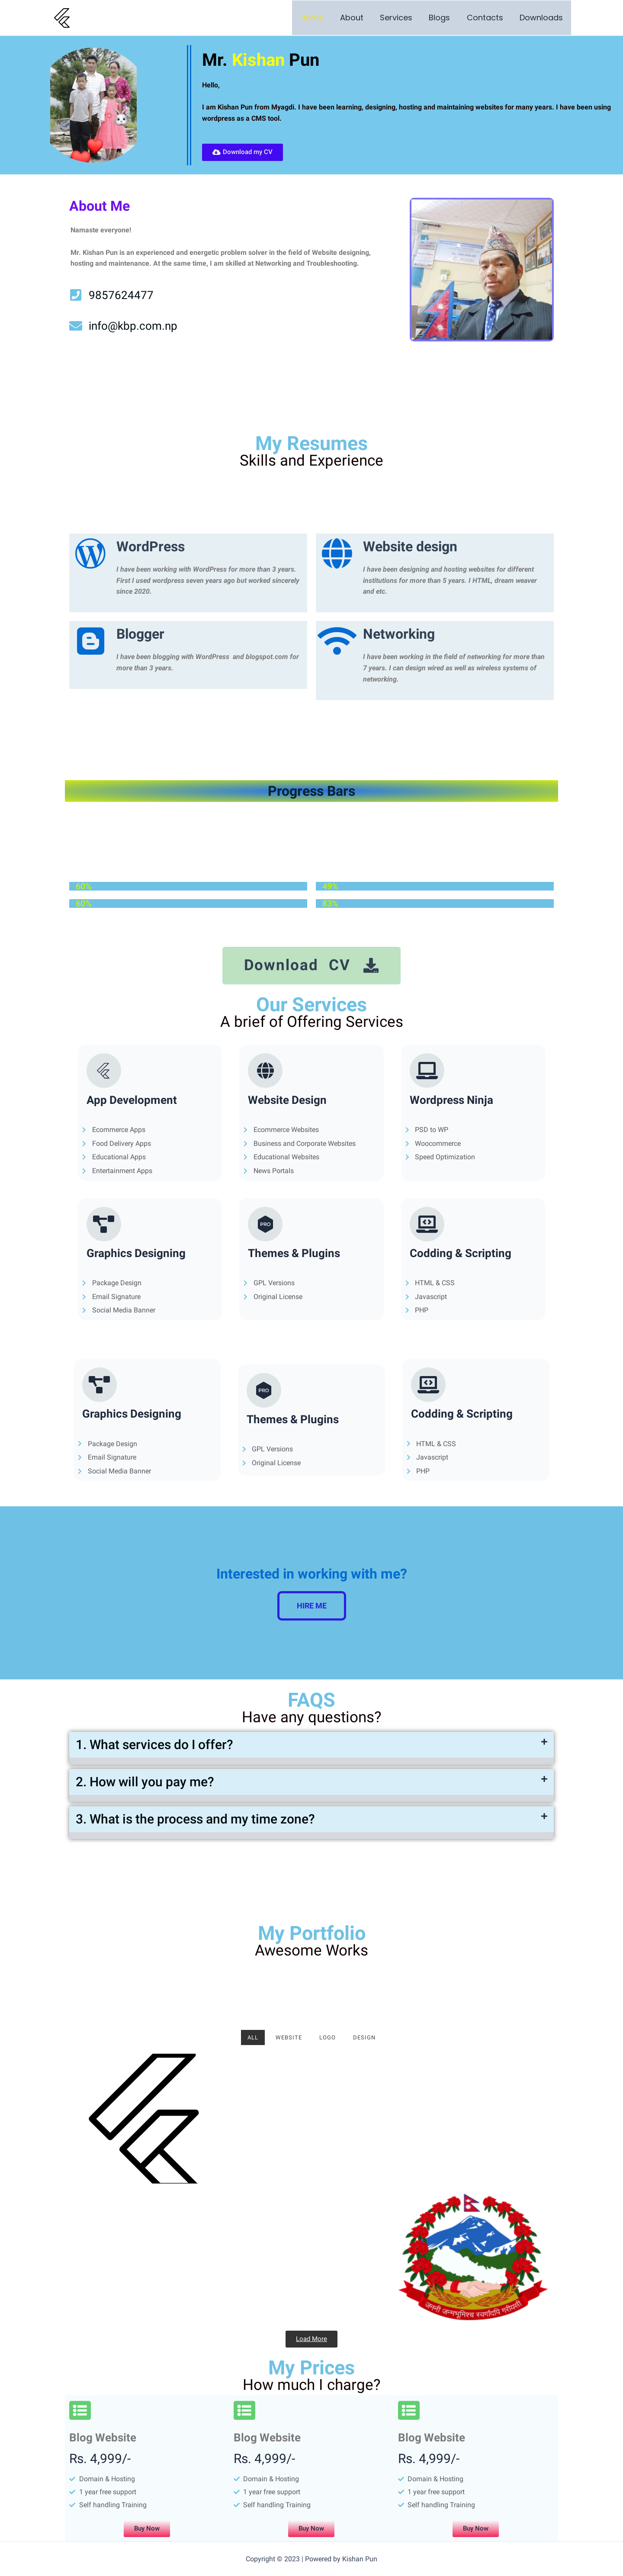 Home About Services Blogs Contacts Downloads
Mr. Kishan Pun
Hello,
I am Kishan Pun from Myagdi. I have been learning, designing, hosting and maintaining websites for many years. I have been using
wordpress as a CMS tool.
Download my CV
About Me
Namaste everyone!
Mr. Kishan Pun is an experienced and energetic problem solver in the field of Website designing,
hosting and maintenance. At the same time, I am skilled at Networking and Troubleshooting.
9857624477
info@kbp.com.np
My Resumes
Skills and Experience
WordPress
I have been working with WordPress for more than 3 years.
First I used wordpress seven years ago but worked sincerely
since 2020.
Website design
I have been designing and hosting websites for different
institutions for more than 5 years. I HTML, dream weaver
and etc.
Blogger
I have been blogging with WordPress and blogspot.com for
more than 3 years.
Networking
I have been working in the field of networking for more than
7 years. I can design wired as well as wireless systems of
networking.
Progress Bars
60%
49%
60%
83%
Download CV
Our Services
A brief of Offering Services
App Development
Ecommerce Apps
Food Delivery Apps
Educational Apps
Entertainment Apps
Website Design
Ecommerce Websites
Business and Corporate Websites
Educational Websites
News Portals
Wordpress Ninja
PSD to WP
Woocommerce
Speed Optimization
Graphics Designing
Package Design
Email Signature
Social Media Banner
PRO
Themes & Plugins
GPL Versions
Original License
Codding & Scripting
HTML & CSS
Javascript
PHP
Graphics Designing
Package Design
Email Signature
Social Media Banner
PRO
Themes & Plugins
GPL Versions
Original License
Codding & Scripting
HTML & CSS
Javascript
PHP
Interested in working with me?
HIRE ME
FAQS
Have any questions?
1. What services do I offer?
2. How will you pay me?
3. What is the process and my time zone?
My Portfolio
Awesome Works
ALL WEBSITE LOGO DESIGN
जननी जन्मभूमिश्च स्वर्गादपि गरीयसी
Load More
My Prices
How much I charge?
Blog Website
Rs. 4,999/-
Domain & Hosting
1 year free support
Self handling Training
Buy Now
Blog Website
Rs. 4,999/-
Domain & Hosting
1 year free support
Self handling Training
Buy Now
Blog Website
Rs. 4,999/-
Domain & Hosting
1 year free support
Self handling Training
Buy Now
Copyright © 2023 | Powered by Kishan Pun